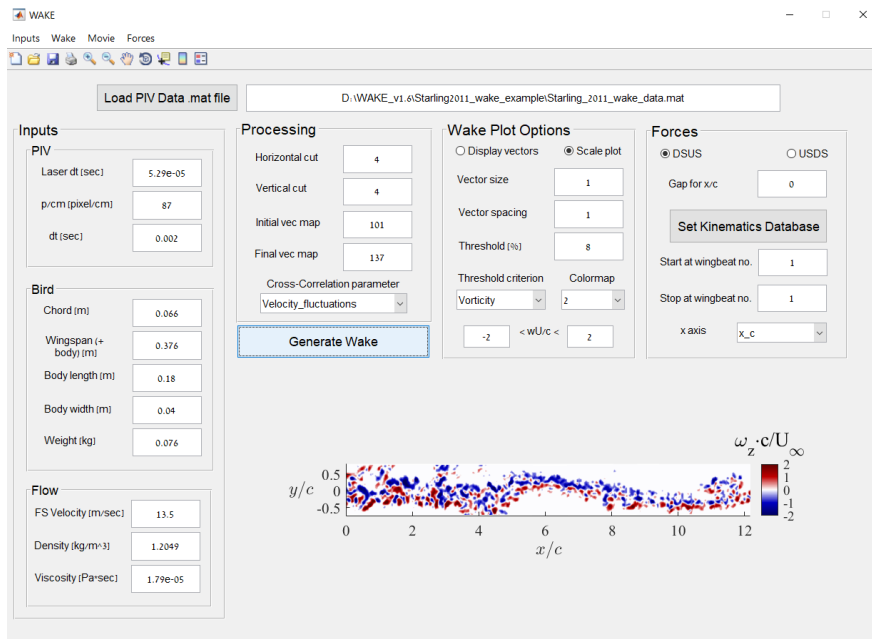 WAKE
Inputs Wake Movie Forces
Load PIV Data .mat file
D:\WAKE_v1.6\Starling2011_wake_example\Starling_2011_wake_data.mat
Inputs
PIV
Laser dt [sec] 5.29e-05
p/cm [pixel/cm] 87
dt [sec] 0.002
Bird
Chord [m] 0.066
Wingspan (+
body) [m] 0.376
Body length [m] 0.18
Body width [m] 0.04
Weight [kg] 0.076
Flow
FS Velocity [m/sec] 13.5
Density [kg/m^3] 1.2049
Viscosity [Pa*sec] 1.79e-05
Processing
Horizontal cut 4
Vertical cut 4
Initial vec map 101
Final vec map 137
Cross-Correlation parameter
Velocity_fluctuations
Generate Wake
Wake Plot Options
Display vectors Scale plot
Vector size 1
Vector spacing 1
Threshold [%] 8
Threshold criterion Colormap
Vorticity 2
-2 < wU/c < 2
Forces
DSUS USDS
Gap for x/c 0
Set Kinematics Database
Start at wingbeat no. 1
Stop at wingbeat no. 1
x axis x_c
ω_z·c/U_∞
2
1
0
-1
-2
y/c
0.5
0
-0.5
0 2 4 6 8 10 12
x/c